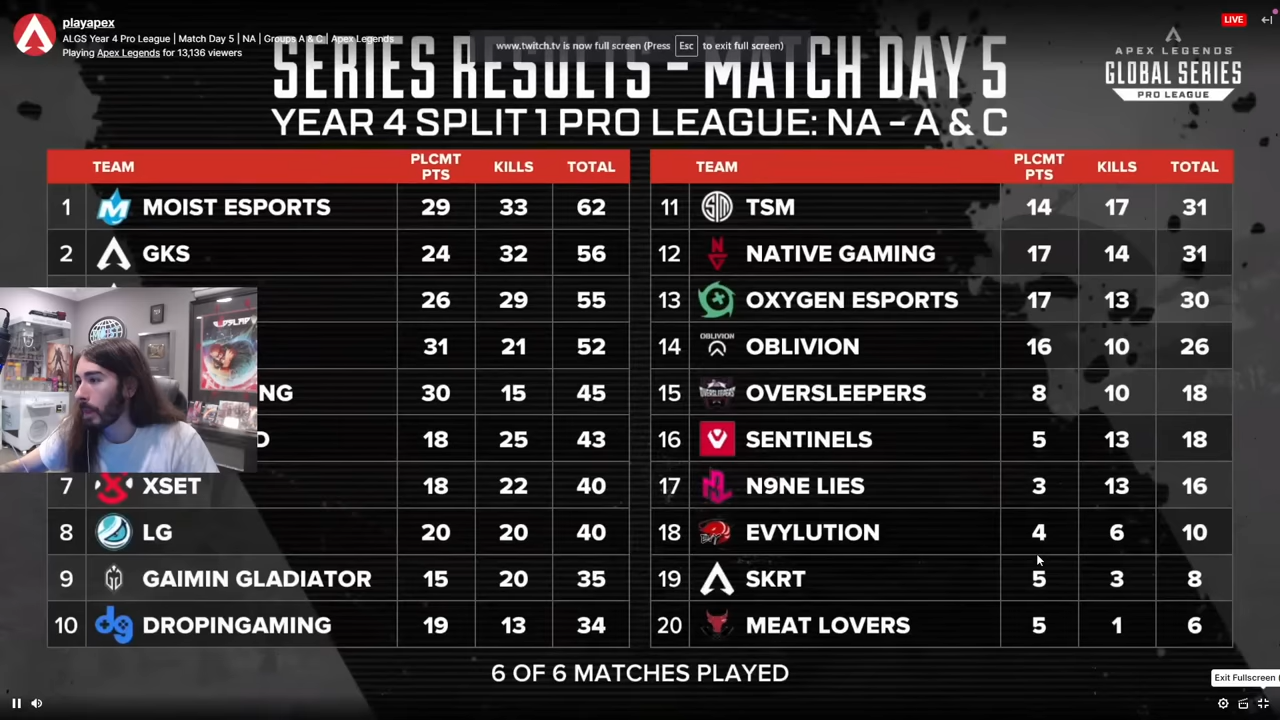 playapex
ALGS Year 4 Pro League | Match Day 5 | NA | Groups A & C | Apex Legends
Playing Apex Legends for 13,136 viewers
www.twitch.tv is now full screen (Press Esc to exit full screen)
LIVE
APEX LEGENDS
GLOBAL SERIES
PRO LEAGUE
SERIES RESULTS - MATCH DAY 5
YEAR 4 SPLIT 1 PRO LEAGUE: NA - A & C
TEAM PLCMT PTS KILLS TOTAL
1 MOIST ESPORTS 29 33 62
2 GKS 24 32 56
26 29 55
31 21 52
NG 30 15 45
D 18 25 43
7 XSET 18 22 40
8 LG 20 20 40
9 GAIMIN GLADIATOR 15 20 35
10 dg DROPINGAMING 19 13 34
TEAM PLCMT PTS KILLS TOTAL
11 TSM TSM 14 17 31
12 NATIVE GAMING 17 14 31
13 OXYGEN ESPORTS 17 13 30
14 OBLIVION OBLIVION 16 10 26
15 OVERSLEEPERS OVERSLEEPERS 8 10 18
16 SENTINELS 5 13 18
17 N9NE LIES 3 13 16
18 EVYLUTION 4 6 10
19 SKRT 5 3 8
20 MEAT LOVERS 5 1 6
6 OF 6 MATCHES PLAYED
Exit Fullscreen (